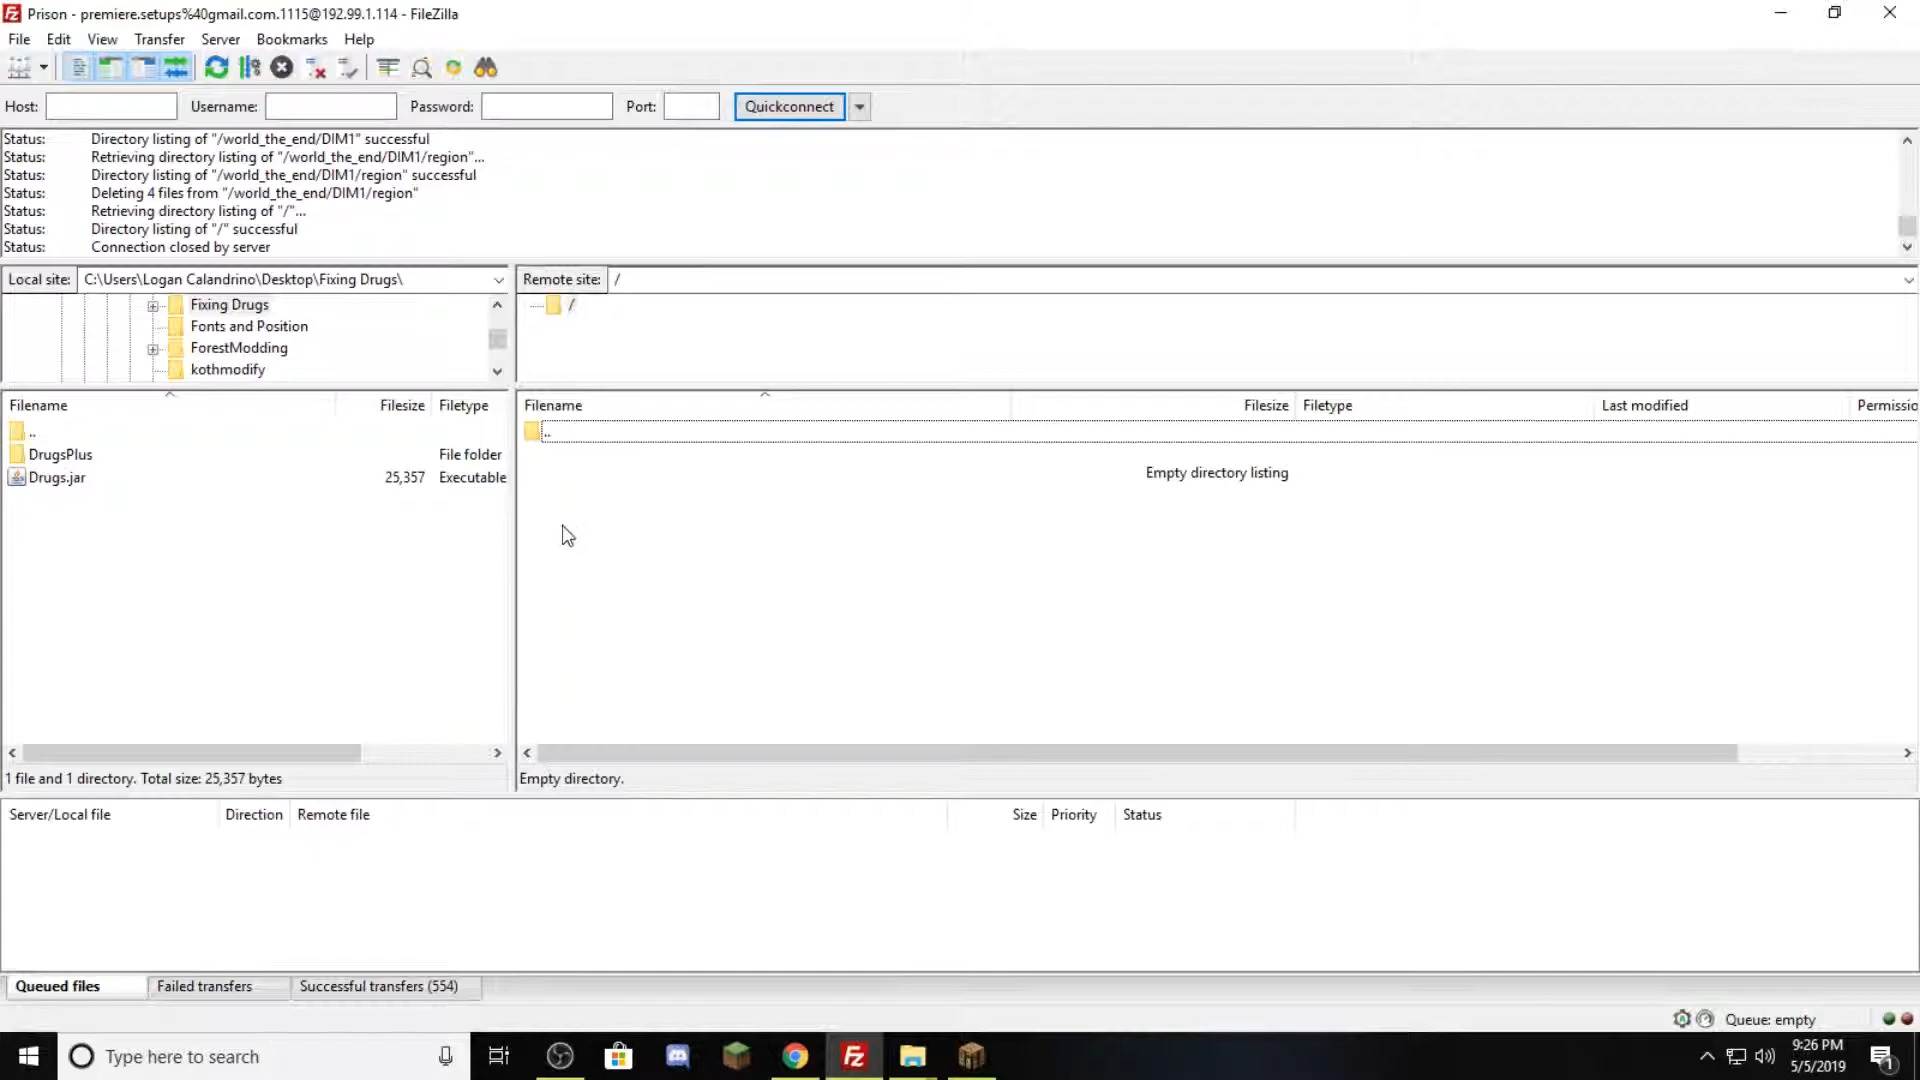 Prison - premiere.setups%40gmail.com.1115@192.99.1.114 - FileZilla
File Edit View Transfer Server Bookmarks Help
Host: Username: Password: Port: Quickconnect
Status: Directory listing of "/world_the_end/DIM1" successful
Status: Retrieving directory listing of "/world_the_end/DIM1/region"...
Status: Directory listing of "/world_the_end/DIM1/region" successful
Status: Deleting 4 files from "/world_the_end/DIM1/region"
Status: Retrieving directory listing of "/"...
Status: Directory listing of "/" successful
Status: Connection closed by server
Local site: C:\Users\Logan Calandrino\Desktop\Fixing Drugs\
Fixing Drugs
Fonts and Position
ForestModding
kothmodify
Remote site: /
/
Filename Filesize Filetype
..
DrugsPlus File folder
Drugs.jar 25,357 Executable
1 file and 1 directory. Total size: 25,357 bytes
Filename Filesize Filetype Last modified Permissio
..
Empty directory listing
Empty directory.
Server/Local file Direction Remote file Size Priority Status
Queued files Failed transfers Successful transfers (554)
Queue: empty
Type here to search
9:26 PM
5/5/2019
1